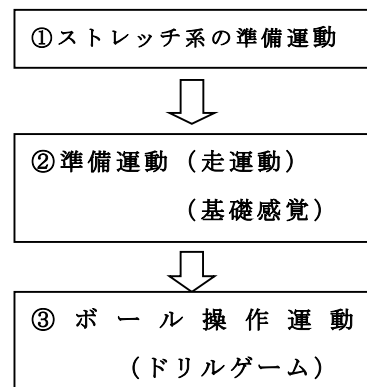 ①ストレッチ系の準備運動
②準備運動（走運動）
（基礎感覚）
③ボール操作運動
（ドリルゲーム）